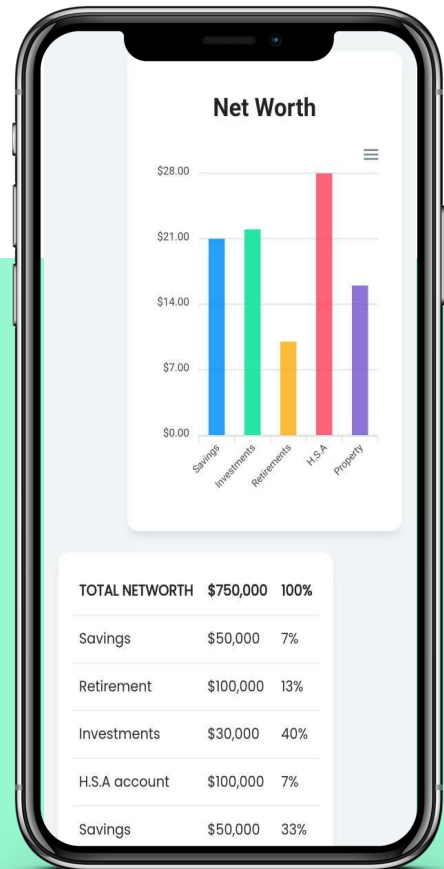 Net Worth
$28.00
$21.00
$14.00
$7.00
$0.00
Savings
Investments
Retirements
H.S.A
Property
TOTAL NETWORTH $750,000 100%
Savings $50,000 7%
Retirement $100,000 13%
Investments $30,000 40%
H.S.A account $100,000 7%
Savings $50,000 33%